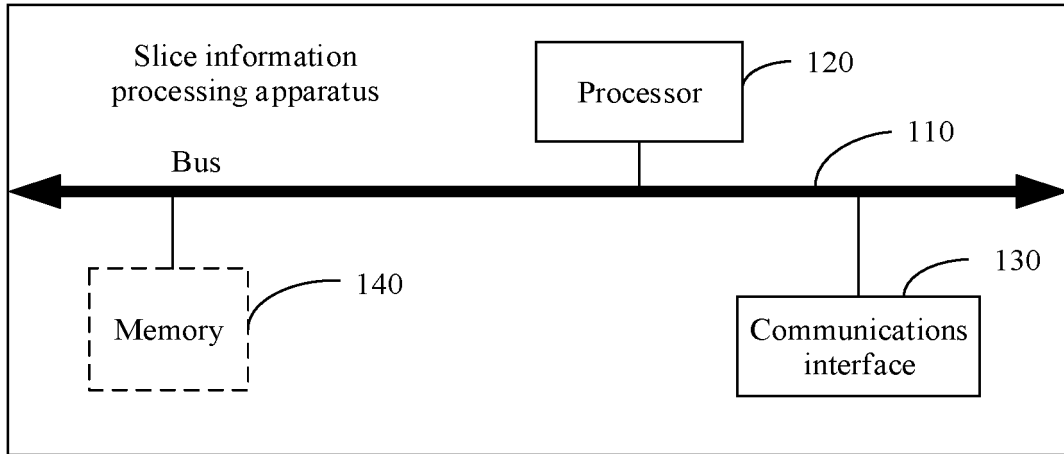 Slice information
processing apparatus
Processor
120
110
Bus
140
Memory
130
Communications
interface